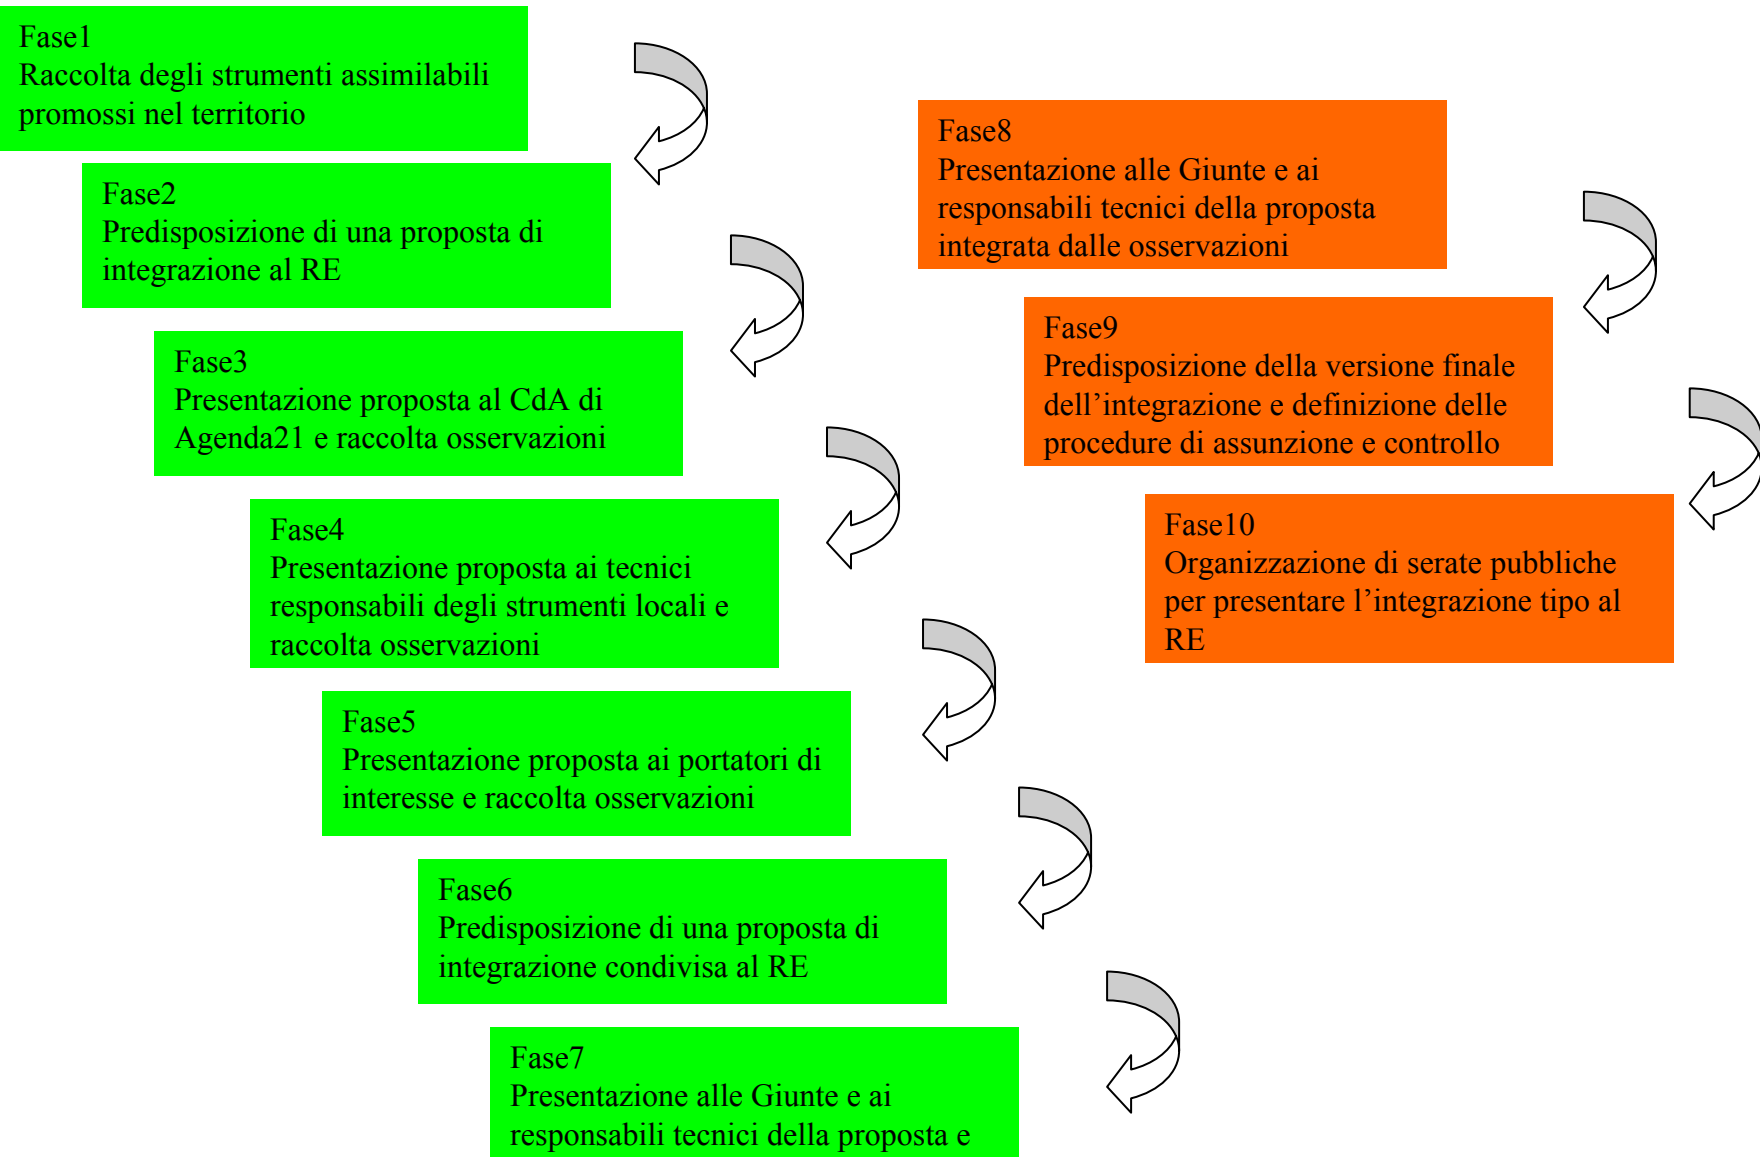 Fase1
Raccolta degli strumenti assimilabili
promossi nel territorio
Fase2
Predisposizione di una proposta di
integrazione al RE
Fase3
Presentazione proposta al CdA di
Agenda21 e raccolta osservazioni
Fase4
Presentazione proposta ai tecnici
responsabili degli strumenti locali e
raccolta osservazioni
Fase5
Presentazione proposta ai portatori di
interesse e raccolta osservazioni
Fase6
Predisposizione di una proposta di
integrazione condivisa al RE
Fase7
Presentazione alle Giunte e ai
responsabili tecnici della proposta e
Fase8
Presentazione alle Giunte e ai
responsabili tecnici della proposta
integrata dalle osservazioni
Fase9
Predisposizione della versione finale
dell’integrazione e definizione delle
procedure di assunzione e controllo
Fase10
Organizzazione di serate pubbliche
per presentare l’integrazione tipo al
RE